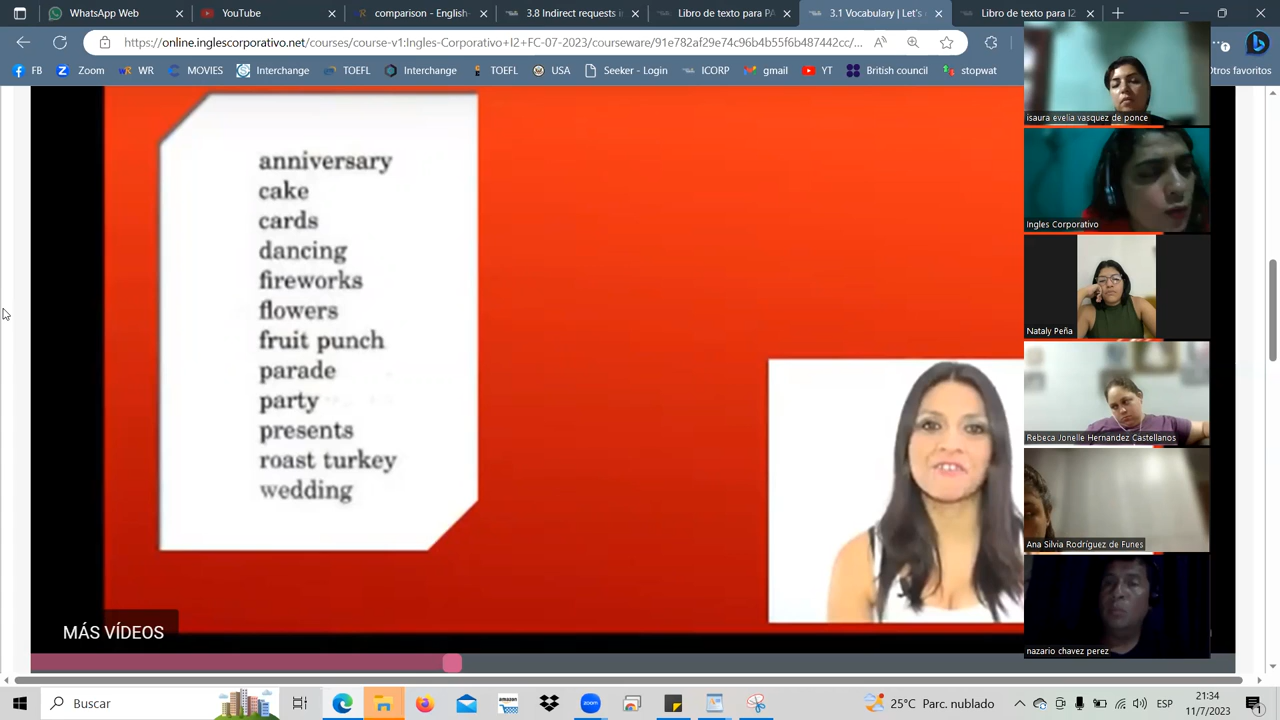 WhatsApp
(8) YouTube
comparison - English-
3.8 Indirect requests i
Libro de texto para PA
3.1 Vocabulary | Let's
Libro de texto para I2
https://online.inglescorporativo.net/courses/course-v1:Ingles-Corporativo+I2+FC-07-2023/courseware/91e782af29e74c96b4b55f6b487442cc/...
FB
Zoom
WR
MOVIES
Interchange
TOEFL
Interchange
TOEFL
USA
Seeker - Login
ICORP
gmail
YT
British council
stopwat
Otros favoritos
anniversary
cake
cards
dancing
fireworks
flowers
fruit punch
parade
party
presents
roast turkey
wedding
MÁS VÍDEOS
isaura evelia vasquez de ponce
Ingles Corporativo
Nataly Peña
Rebeca Jonelle Hernandez Castellanos
Ana Silvia Rodríguez de Funes
nazario chavez perez
Buscar
amazon
zoom
25°C Parc. nublado
ESP
21:34
11/7/2023
1